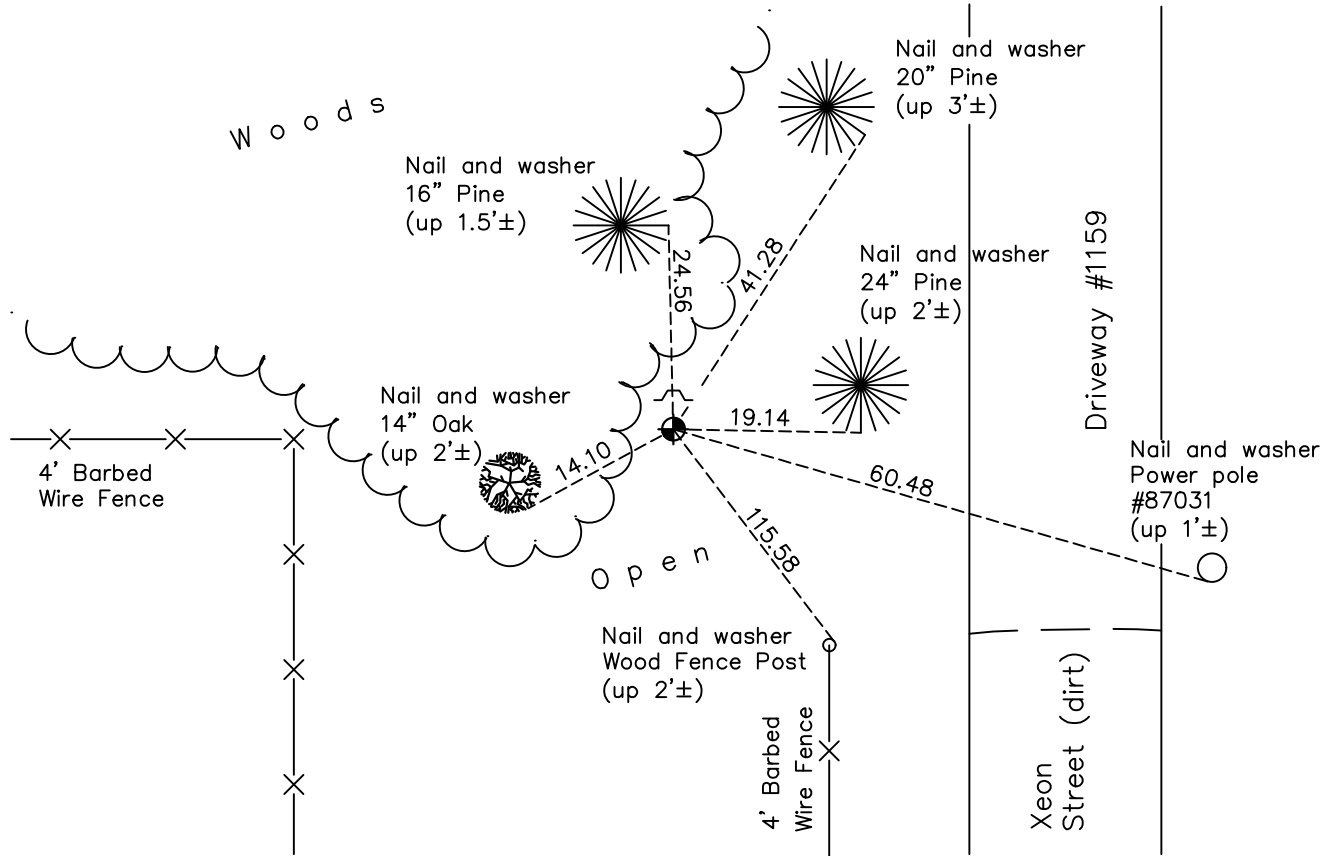 Nail and washer
20” Pine
(up 3'±)
Woods
Nail and washer
16” Pine
(up 1.5'±)
24.56
41.28
Nail and washer
24” Pine
(up 2'±)
Driveway #1159
Nail and washer
14” Oak
(up 2'±)
14.10
19.14
60.48
115.58
Nail and washer
Power pole
#87031
(up 1'±)
4' Barbed
Wire Fence
Open
Nail and washer
Wood Fence Post
(up 2'±)
4' Barbed
Wire Fence
Xeon
Street (dirt)